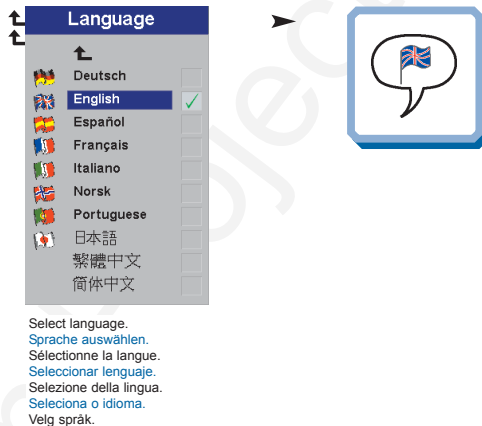 Language
Deutsch
English
Español
Français
Italiano
Norsk
Portuguese
日本語
繁體中文
简体中文
Select language.
Sprache auswählen.
Sélectionne la langue.
Seleccionar lenguaje.
Selezione della lingua.
Seleciona o idioma.
Velg språk.